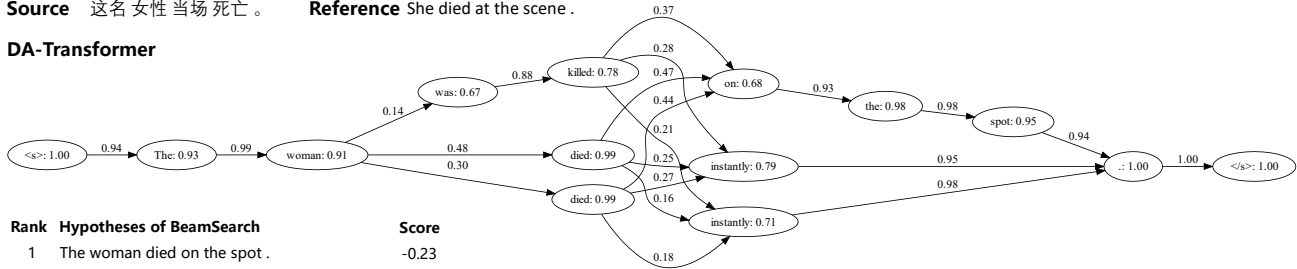 Source 这名 女性 当场 死亡 。 Reference She died at the scene .
DA-Transformer
0.37
0.28
killed: 0.78
0.88
0.47
on: 0.68
was: 0.67
0.93
0.44
the: 0.98
0.98
0.14
spot: 0.95
0.21
0.94
<s>: 1.00
0.94
The: 0.93
0.99
woman: 0.91
0.48
died: 0.99
0.25
instantly: 0.79
0.95
.: 1.00
1.00
</s>: 1.00
0.30
0.27
0.98
died: 0.99
0.16
instantly: 0.71
0.18
Rank Hypotheses of BeamSearch Score
1 The woman died on the spot . -0.23